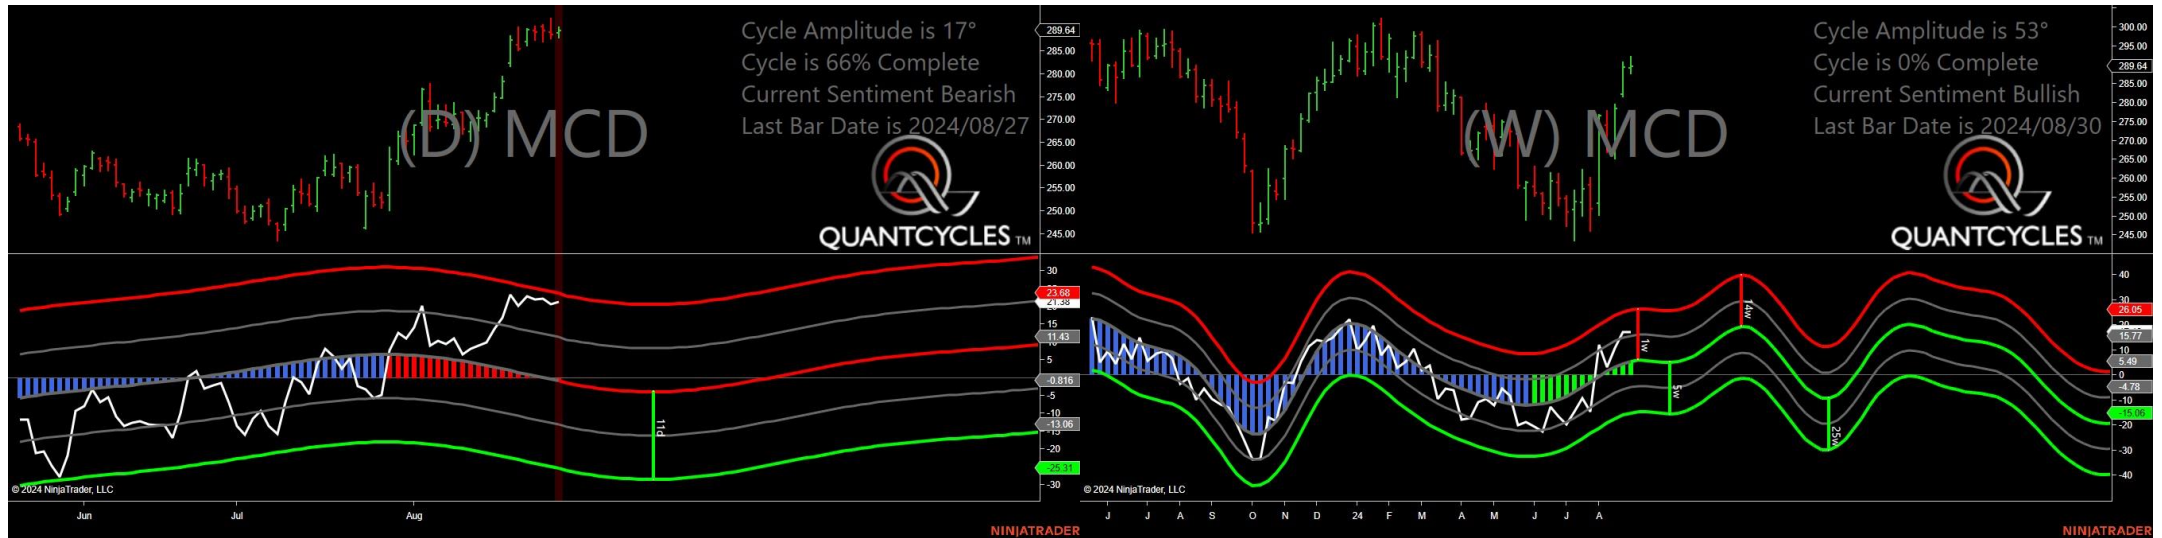 Cycle Amplitude is 17°
Cycle is 66% Complete
Current Sentiment Bearish
Last Bar Date is 2024/08/27
(D) MCD
QUANTCYCLES TM
289.64
285.00
280.00
275.00
270.00
265.00
260.00
255.00
250.00
245.00
30
23.68
21.38
15
11.43
5
-0.816
-5
-10
-13.06
-20
-25.31
-30
11d
© 2024 NinjaTrader, LLC
Jun Jul Aug
NINJATRADER
Cycle Amplitude is 53°
Cycle is 0% Complete
Current Sentiment Bullish
Last Bar Date is 2024/08/30
(W) MCD
QUANTCYCLES TM
300.00
295.00
289.64
285.00
280.00
275.00
270.00
265.00
260.00
255.00
250.00
245.00
40
30
26.05
15.77
10
5.49
0
-4.78
-10
-15.06
-20
-30
-40
1w
5w
14w
25w
© 2024 NinjaTrader, LLC
J J A S O N D 24 F M A M J J A
NINJATRADER